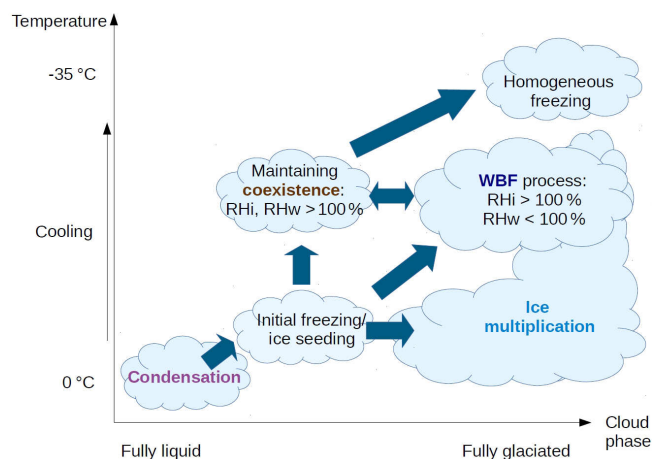 Temperature
-35 °C
Homogeneous
freezing
Maintaining
coexistence:
RHi, RHw > 100 %
WBF process:
RHi > 100 %
RHw < 100 %
Cooling
Initial freezing/
ice seeding
Ice
multiplication
Condensation
0 °C
Cloud
phase
Fully liquid
Fully glaciated